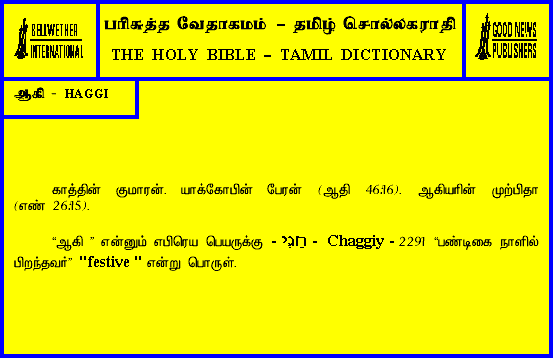 BELLWETHER
INTERNATIONAL
பரிசுத்த வேதாகமம் – தமிழ் சொல்லகராதி
THE HOLY BIBLE – TAMIL DICTIONARY
GOOD NEWS
PUBLISHERS
ஆகி - HAGGI
காத்தின் குமாரன். யாக்கோபின் பேரன் (ஆதி 46:16). ஆகியரின் முற்பிதா
(எண் 26:15).
“ஆகி ” என்னும் எபிரெய பெயருக்கு - חגי - Chaggiy - 2291 “பண்டிகை நாளில்
பிறந்தவர்” "festive " என்று பொருள்.